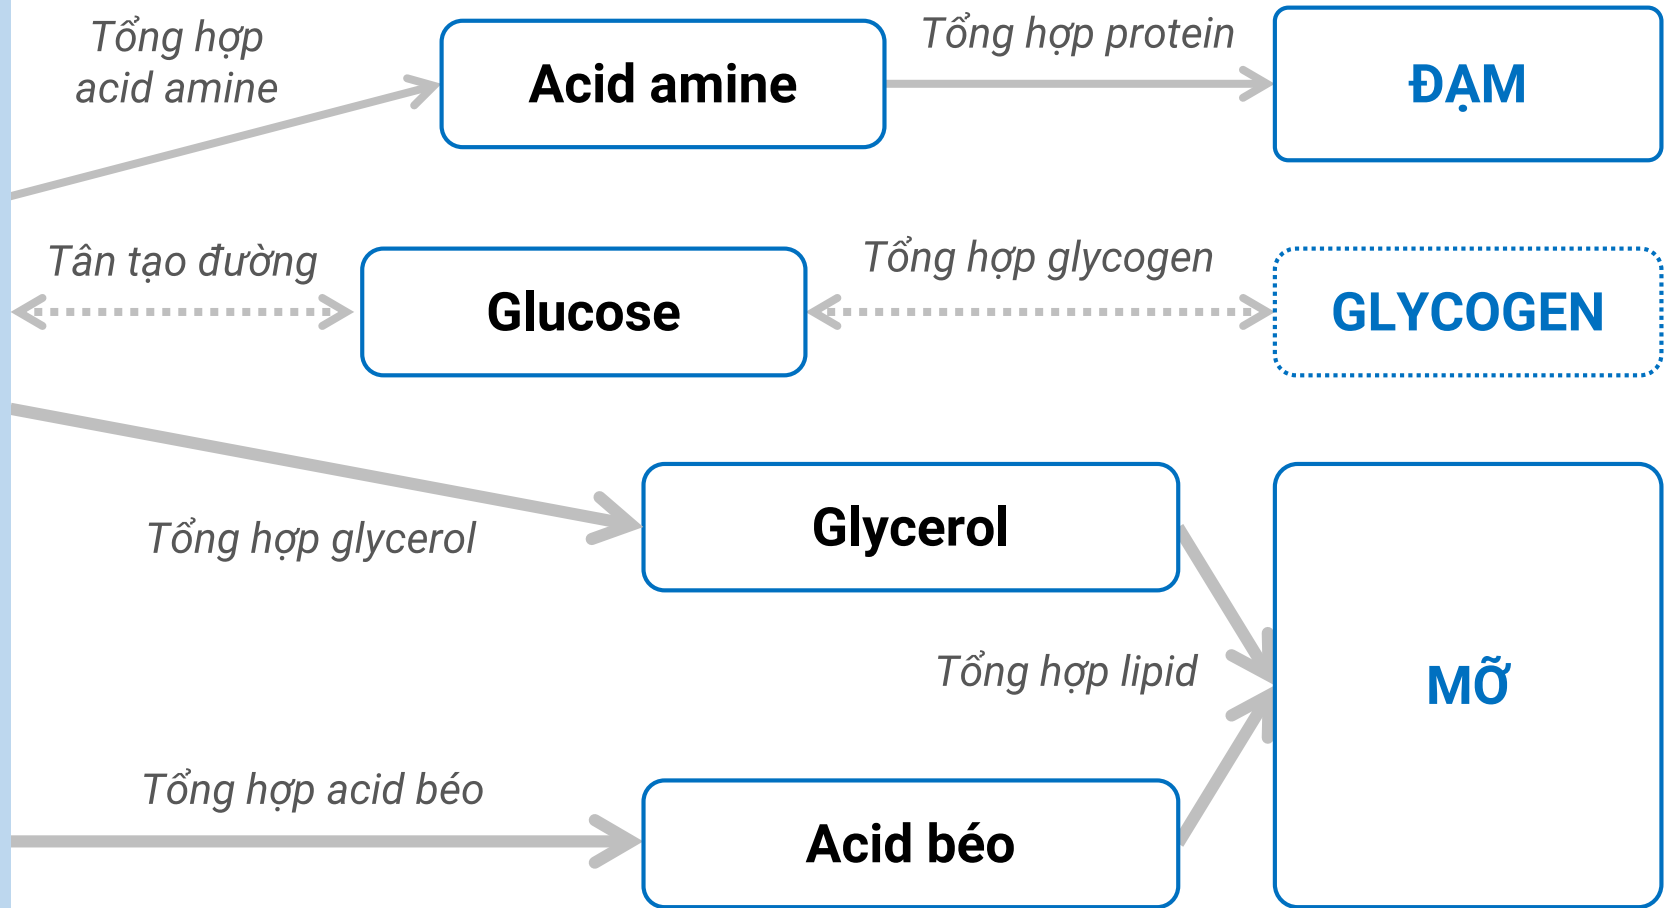 Tổng hợp
acid amine
Acid amine
Tổng hợp protein
ĐẠM
Tân tạo đường
Glucose
Tổng hợp glycogen
GLYCOGEN
Tổng hợp glycerol
Glycerol
Tổng hợp lipid
MỠ
Tổng hợp acid béo
Acid béo